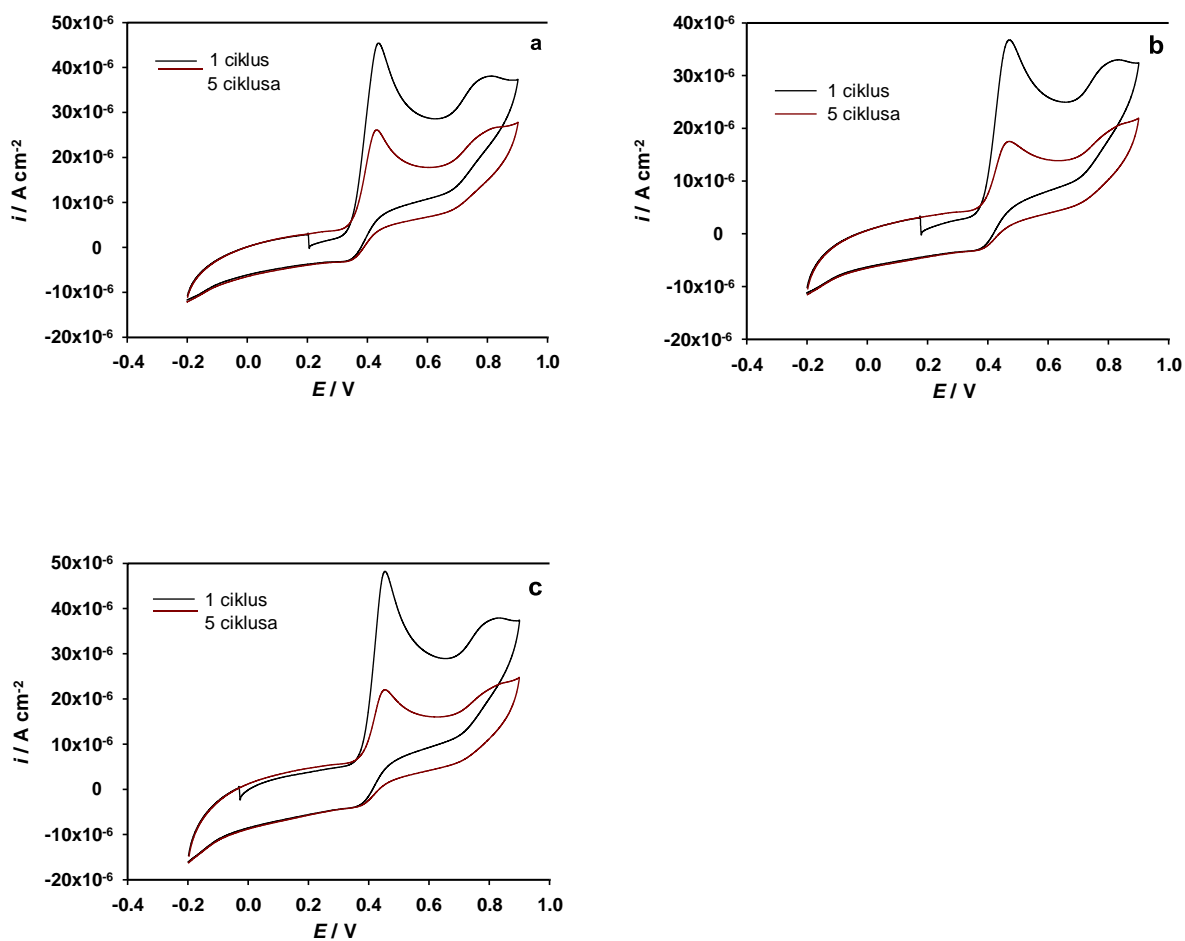 50x10⁻⁶
40x10⁻⁶
30x10⁻⁶
20x10⁻⁶
10x10⁻⁶
0
-10x10⁻⁶
-20x10⁻⁶
i / A cm⁻²
a
1 ciklus
5 ciklusa
-0.4 -0.2 0.0 0.2 0.4 0.6 0.8 1.0
E / V
40x10⁻⁶
30x10⁻⁶
20x10⁻⁶
10x10⁻⁶
0
-10x10⁻⁶
-20x10⁻⁶
i / A cm⁻²
b
1 ciklus
5 ciklusa
-0.4 -0.2 0.0 0.2 0.4 0.6 0.8 1.0
E / V
50x10⁻⁶
40x10⁻⁶
30x10⁻⁶
20x10⁻⁶
10x10⁻⁶
0
-10x10⁻⁶
-20x10⁻⁶
i / A cm⁻²
c
1 ciklus
5 ciklusa
-0.4 -0.2 0.0 0.2 0.4 0.6 0.8 1.0
E / V